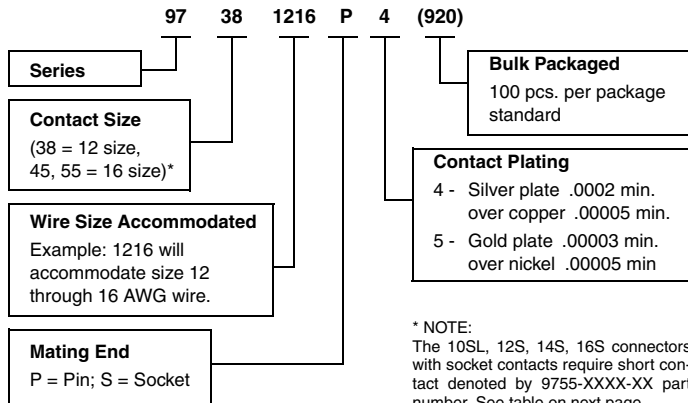 97 38 1216 P 4 (920)
Series
Contact Size
(38 = 12 size,
45, 55 = 16 size)*
Wire Size Accommodated
Example: 1216 will
accommodate size 12
through 16 AWG wire.
Mating End
P = Pin; S = Socket
Bulk Packaged
100 pcs. per package
standard
Contact Plating
4 - Silver plate .0002 min.
over copper .00005 min.
5 - Gold plate .00003 min.
over nickel .00005 min
* NOTE:
The 10SL, 12S, 14S, 16S connectors
with socket contacts require short con-
tact denoted by 9755-XXXX-XX part
number. See table on next page.